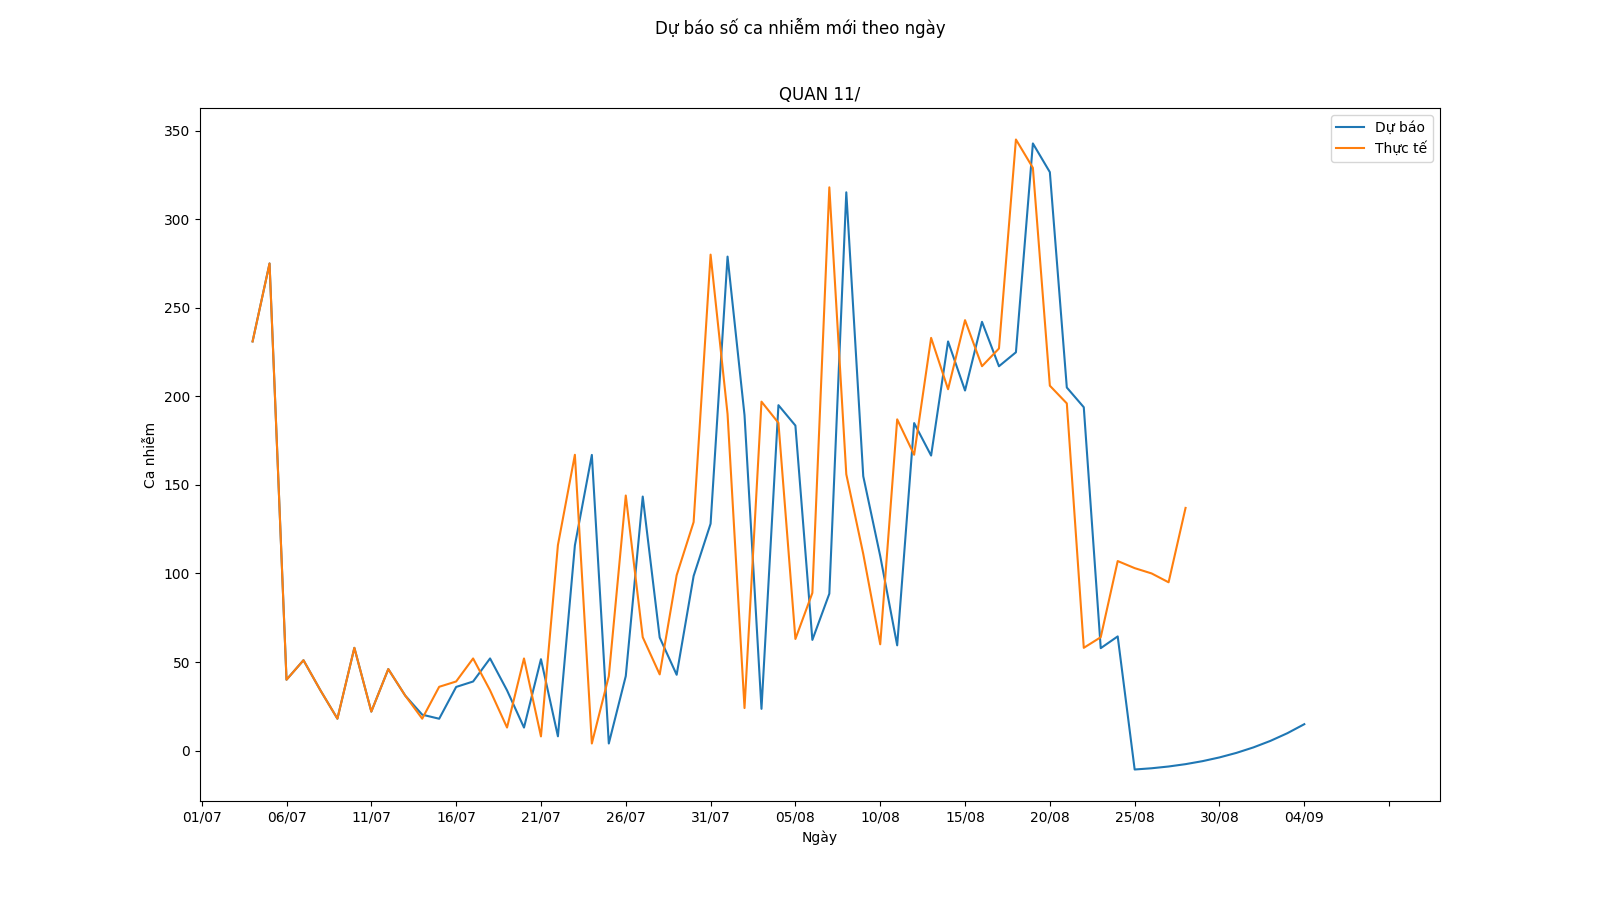 Dự báo số ca nhiễm mới theo ngày
QUAN 11/
Dự báo
Thực tế
350
300
250
200
150
100
50
0
Ca nhiễm
01/07 06/07 11/07 16/07 21/07 26/07 31/07 05/08 10/08 15/08 20/08 25/08 30/08 04/09
Ngày